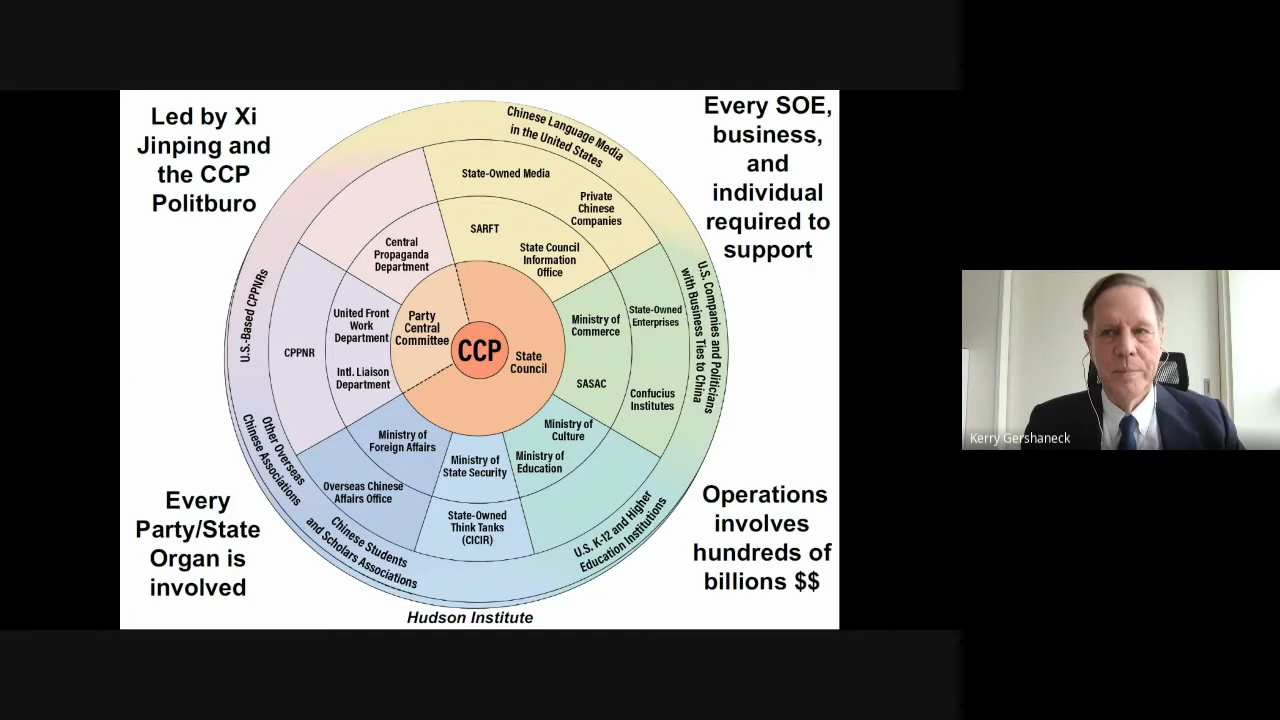 Led by Xi
Jinping and
the CCP
Politburo
Every SOE,
business,
and
individual
required to
support
Chinese Language Media
in the United States
State-Owned Media
Private
Chinese
Companies
SARFT
State Council
Information
Office
Central
Propaganda
Department
U.S.-Based CPPNRs
CPPNR
United Front
Work
Department
Intl. Liaison
Department
Party
Central
Committee
CCP
State
Council
Ministry of
Commerce
SASAC
State-Owned
Enterprises
Confucius
Institutes
U.S. Companies and Politicians
with Business Ties to China
Ministry of
Culture
Ministry of
Education
Ministry of
Foreign Affairs
Ministry of
State Security
Overseas Chinese
Affairs Office
State-Owned
Think Tanks
(CICIR)
Other Overseas
Chinese Associations
Chinese Students
and Scholars Associations
U.S. K-12 and Higher
Education Institutions
Every
Party/State
Organ is
involved
Operations
involves
hundreds of
billions $$
Hudson Institute
Kerry Gershaneck